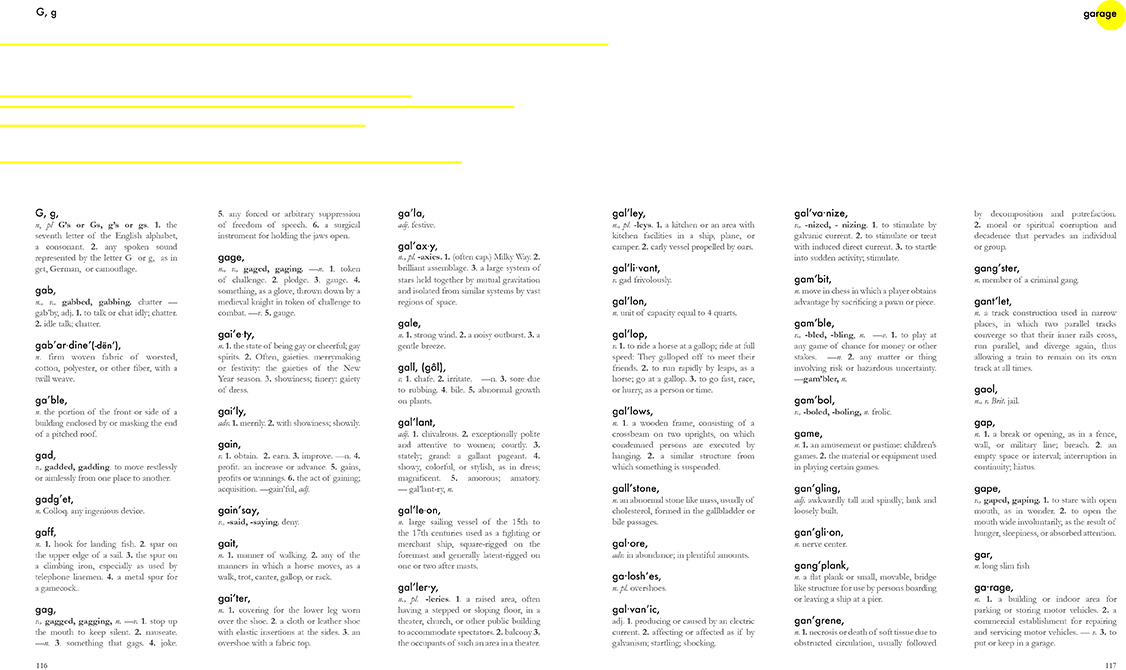 G, g
garage
G, g,
n, pl G's or Gs, g's or gs. 1. the
seventh letter of the English alphabet,
a consonant. 2. any spoken sound
represented by the letter G or g, as in
get, German, or camouflage.
gab,
n., v. gabbed, gabbing. chatter —
gab'by, adj. 1. to talk or chat idly; chatter.
2. idle talk; chatter.
gab'ar·dine'(-dēn'),
n. firm woven fabric of worsted,
cotton, polyester, or other fiber, with a
twill weave.
ga'ble,
n. the portion of the front or side of a
building enclosed by or masking the end
of a pitched roof.
gad,
v., gadded, gadding. to move restlessly
or aimlessly from one place to another.
gadg'et,
n. Colloq. any ingenious device.
gaff,
n. 1. hook for landing fish. 2. spar on
the upper edge of a sail. 3. the spur on
a climbing iron, especially as used by
telephone linemen. 4. a metal spur for
a gamecock.
gag,
v., gagged, gagging, n. —v. 1. stop up
the mouth to keep silent. 2. nauseate.
—n. 3. something that gags. 4. joke.
116
5. any forced or arbitrary suppression
of freedom of speech. 6. a surgical
instrument for holding the jaws open.
gage,
n., v., gaged, gaging. —n. 1. token
of challenge. 2. pledge. 3. gauge. 4.
something, as a glove, thrown down by a
medieval knight in token of challenge to
combat. —v. 5. gauge.
gai'e·ty,
n. 1. the state of being gay or cheerful; gay
spirits. 2. Often, gaieties. merrymaking
or festivity: the gaieties of the New
Year season. 3. showiness; finery: gaiety
of dress.
gai'ly,
adv. 1. merrily. 2. with showiness; showily.
gain,
v. 1. obtain. 2. earn. 3. improve. —n. 4.
profit. an increase or advance. 5. gains,
profits or winnings. 6. the act of gaining;
acquisition. —gain'ful, adj.
gain'say,
v., -said, -saying. deny.
gait,
n. 1. manner of walking. 2. any of the
manners in which a horse moves, as a
walk, trot, canter, gallop, or rack.
gai'ter,
n. 1. covering for the lower leg worn
over the shoe. 2. a cloth or leather shoe
with elastic insertions at the sides. 3. an
overshoe with a fabric top.
ga'la,
adj. festive.
gal'ax·y,
n., pl. -axies. 1. (often cap.) Milky Way. 2.
brilliant assemblage. 3. a large system of
stars held together by mutual gravitation
and isolated from similar systems by vast
regions of space.
gale,
n. 1. strong wind. 2. a noisy outburst. 3. a
gentle breeze.
gall, (gôl),
v. 1. chafe. 2. irritate. —n. 3. sore due
to rubbing. 4. bile. 5. abnormal growth
on plants.
gal'lant,
adj. 1. chivalrous. 2. exceptionally polite
and attentive to women; courtly. 3.
stately; grand: a gallant pageant. 4.
showy, colorful, or stylish, as in dress;
magnificent. 5. amorous; amatory.
— gal'lant·ry, n.
gal'le·on,
n. large sailing vessel of the 15th to
the 17th centuries used as a fighting or
merchant ship, square-rigged on the
foremast and generally latent-rigged on
one or two after masts.
gal'ler·y,
n., pl. -leries. 1. a raised area, often
having a stepped or sloping floor, in a
theater, church, or other public building
to accommodate spectators. 2. balcony 3.
the occupants of such an area in a theater.
gal'ley,
n., pl. -leys. 1. a kitchen or an area with
kitchen facilities in a ship, plane, or
camper. 2. early vessel propelled by oars.
gal'li·vant,
v. gad frivolously.
gal'lon,
n. unit of capacity equal to 4 quarts.
gal'lop,
v. 1. to ride a horse at a gallop; ride at full
speed: They galloped off to meet their
friends. 2. to run rapidly by leaps, as a
horse; go at a gallop. 3. to go fast, race,
or hurry, as a person or time.
gal'lows,
n. 1. a wooden frame, consisting of a
crossbeam on two uprights, on which
condemned persons are executed by
hanging. 2. a similar structure from
which something is suspended.
gall'stone,
n. an abnormal stone like mass, usually of
cholesterol, formed in the gallbladder or
bile passages.
gal·ore,
adv. in abundance; in plentiful amounts.
ga·losh'es,
n. pl. overshoes.
gal·van'ic,
adj. 1. producing or caused by an electric
current. 2. affecting or affected as if by
galvanism; startling; shocking.
gal'va·nize,
v., -nized, - nizing. 1. to stimulate by
galvanic current. 2. to stimulate or treat
with induced direct current. 3. to startle
into sudden activity; stimulate.
gam'bit,
n. move in chess in which a player obtains
advantage by sacrificing a pawn or piece.
gam'ble,
v., -bled, -bling, n. —v. 1. to play at
any game of chance for money or other
stakes. —n. 2. any matter or thing
involving risk or hazardous uncertainty.
—gam'bler, n.
gam'bol,
v., -boled, -boling, n. frolic.
game,
n. 1. an amusement or pastime: children's
games. 2. the material or equipment used
in playing certain games.
gan'gling,
adj. awkwardly tall and spindly; lank and
loosely built.
gan'gli·on,
n. nerve center.
gang'plank,
n. a flat plank or small, movable, bridge
like structure for use by persons boarding
or leaving a ship at a pier.
gan'grene,
n. 1. necrosis or death of soft tissue due to
obstructed circulation, usually followed
by decomposition and putrefaction.
2. moral or spiritual corruption and
decadence that pervades an individual
or group.
gang'ster,
n. member of a criminal gang.
gant'let,
n. a track construction used in narrow
places, in which two parallel tracks
converge so that their inner rails cross,
run parallel, and diverge again, thus
allowing a train to remain on its own
track at all times.
gaol,
n., v. Brit. jail.
gap,
n. 1. a break or opening, as in a fence,
wall, or military line; breach. 2. an
empty space or interval; interruption in
continuity; hiatus.
gape,
v., gaped, gaping. 1. to stare with open
mouth, as in wonder. 2. to open the
mouth wide involuntarily, as the result of
hunger, sleepiness, or absorbed attention.
gar,
n. long slim fish
ga·rage,
n. 1. a building or indoor area for
parking or storing motor vehicles. 2. a
commercial establishment for repairing
and servicing motor vehicles. — v. 3. to
put or keep in a garage.
117